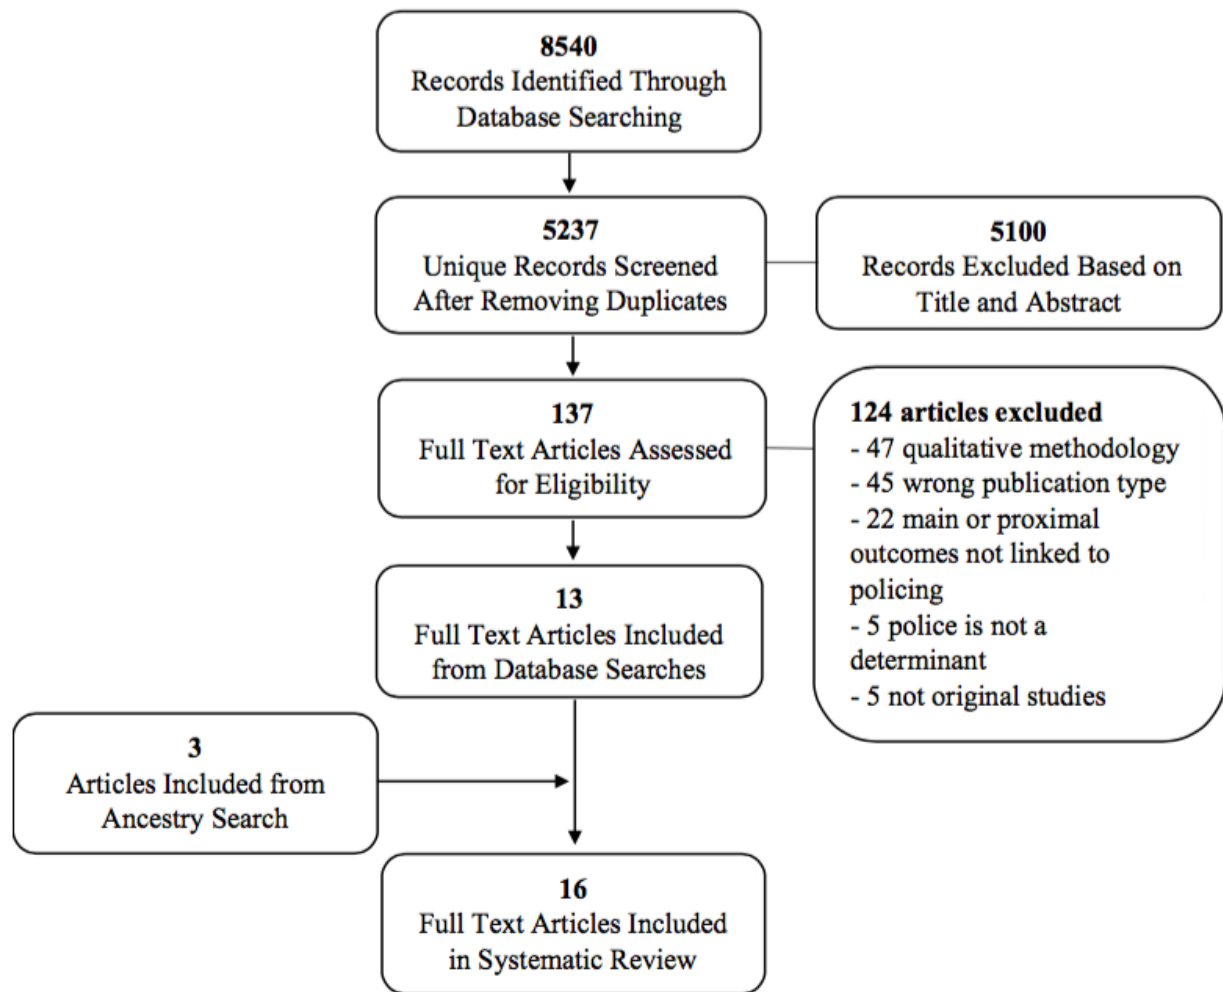 8540
Records Identified Through
Database Searching
5237
Unique Records Screened
After Removing Duplicates
5100
Records Excluded Based on
Title and Abstract
137
Full Text Articles Assessed
for Eligibility
124 articles excluded
- 47 qualitative methodology
- 45 wrong publication type
- 22 main or proximal
outcomes not linked to
policing
- 5 police is not a
determinant
- 5 not original studies
13
Full Text Articles Included
from Database Searches
3
Articles Included from
Ancestry Search
16
Full Text Articles Included
in Systematic Review